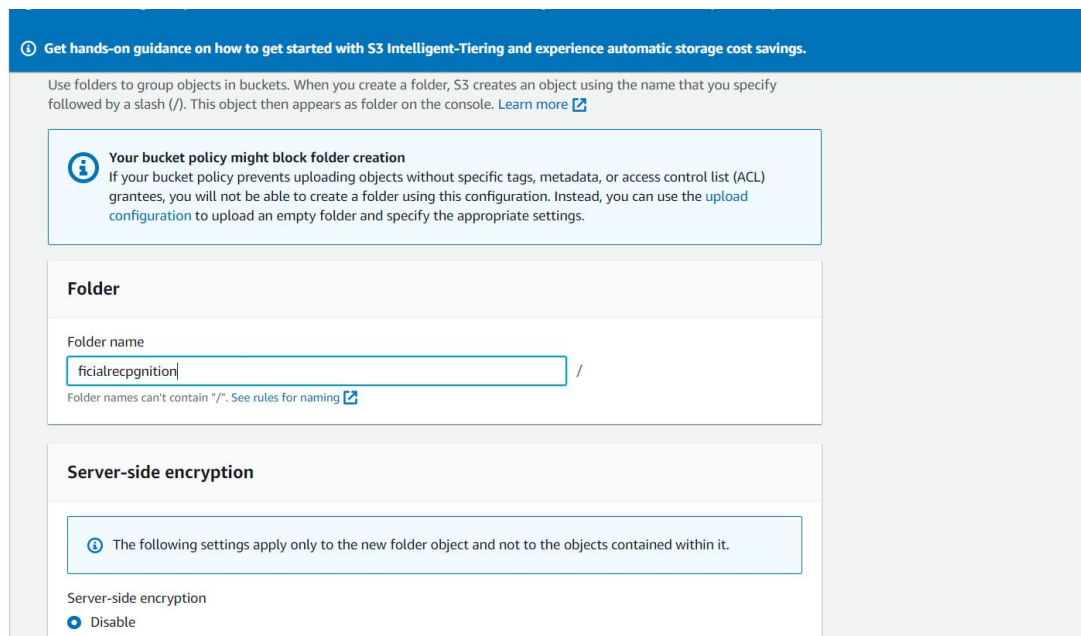 Get hands-on guidance on how to get started with S3 Intelligent-Tiering and experience automatic storage cost savings.
Use folders to group objects in buckets. When you create a folder, S3 creates an object using the name that you specify
followed by a slash (/). This object then appears as folder on the console. Learn more
Your bucket policy might block folder creation
If your bucket policy prevents uploading objects without specific tags, metadata, or access control list (ACL)
grantees, you will not be able to create a folder using this configuration. Instead, you can use the upload
configuration to upload an empty folder and specify the appropriate settings.
Folder
Folder name
ficialrecpgnition /
Folder names can't contain "/". See rules for naming
Server-side encryption
The following settings apply only to the new folder object and not to the objects contained within it.
Server-side encryption
Disable